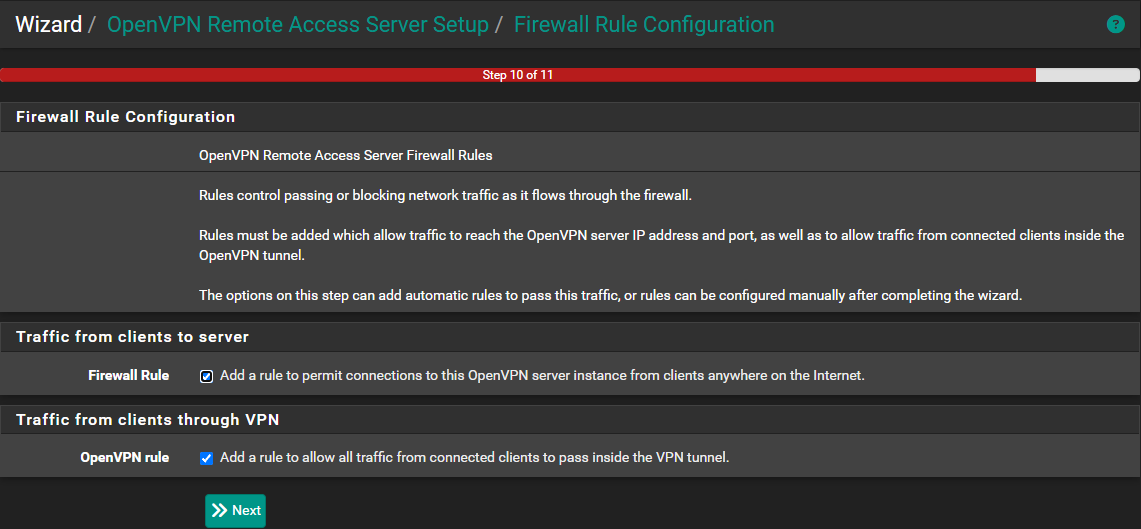 Wizard / OpenVPN Remote Access Server Setup / Firewall Rule Configuration ?
Step 10 of 11
Firewall Rule Configuration
OpenVPN Remote Access Server Firewall Rules
Rules control passing or blocking network traffic as it flows through the firewall.
Rules must be added which allow traffic to reach the OpenVPN server IP address and port, as well as to allow traffic from connected clients inside the
OpenVPN tunnel.
The options on this step can add automatic rules to pass this traffic, or rules can be configured manually after completing the wizard.
Traffic from clients to server
Firewall Rule Add a rule to permit connections to this OpenVPN server instance from clients anywhere on the Internet.
Traffic from clients through VPN
OpenVPN rule Add a rule to allow all traffic from connected clients to pass inside the VPN tunnel.
Next